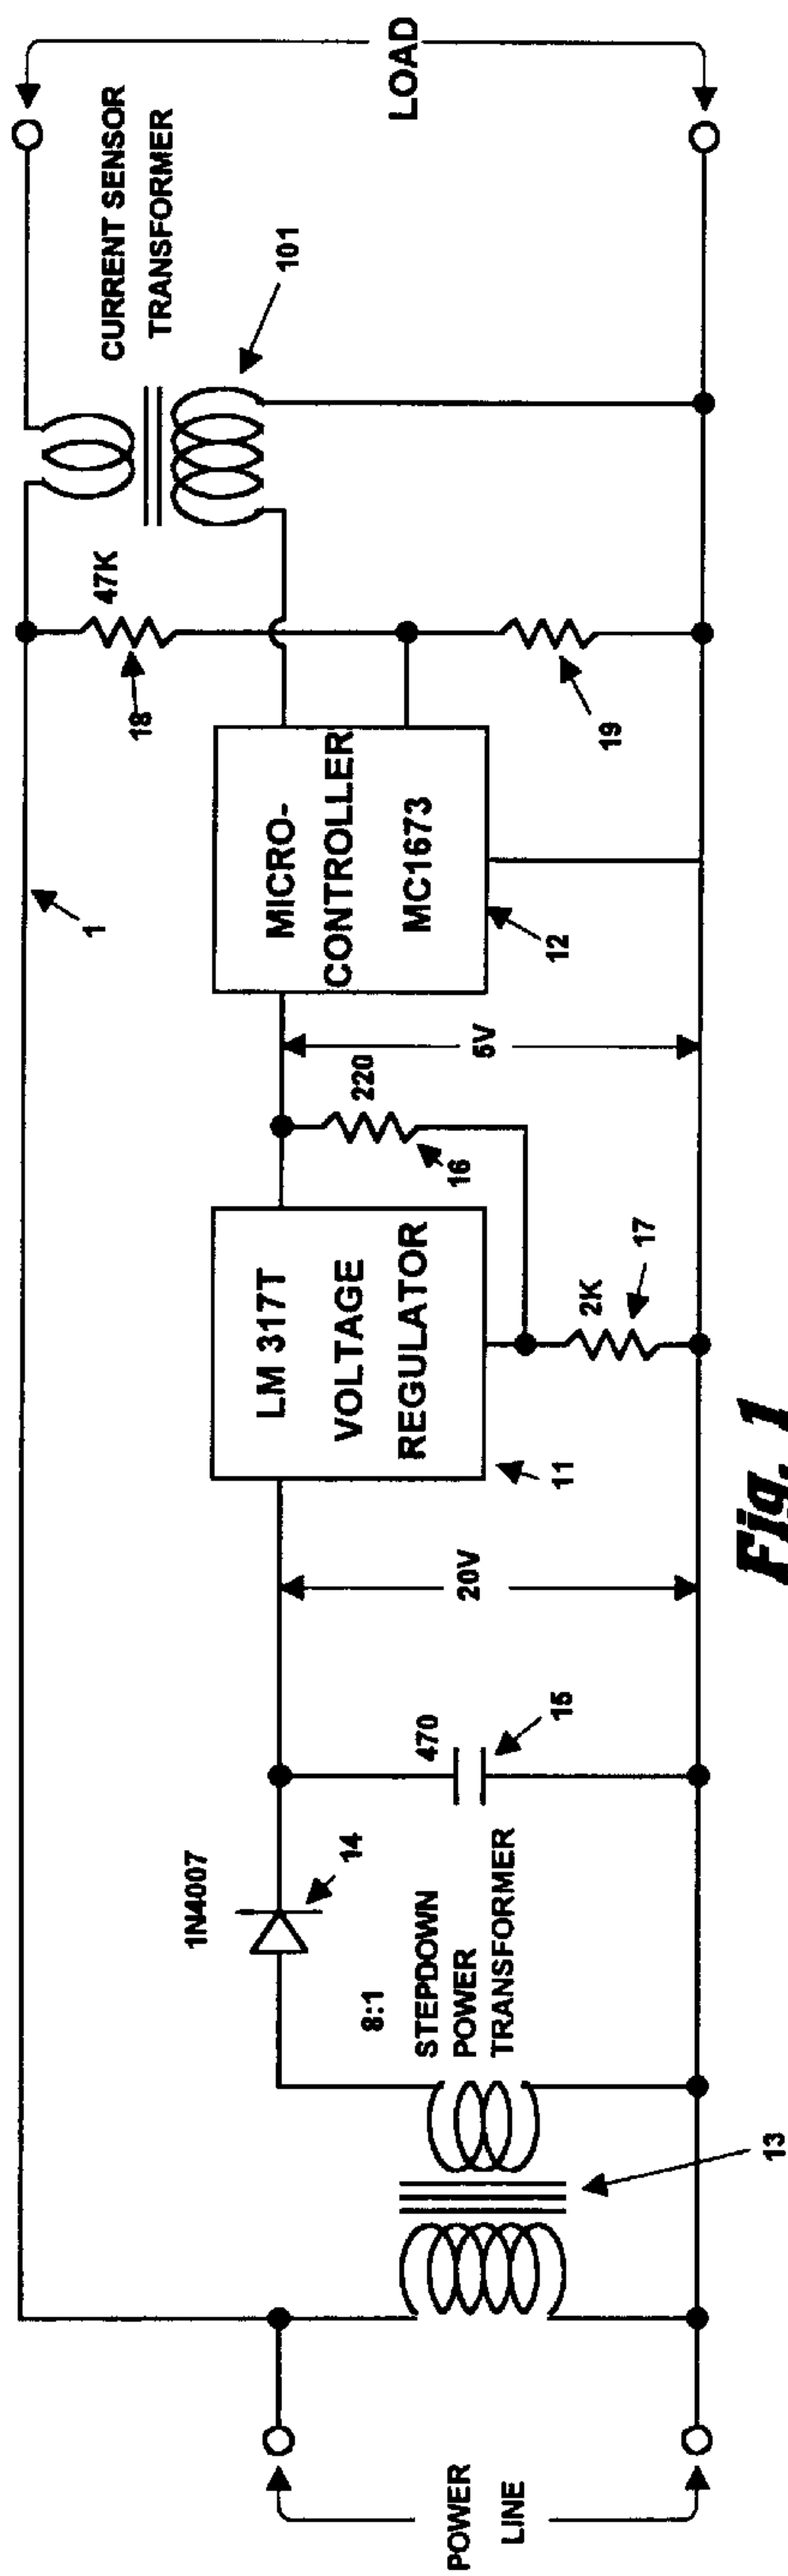 POWER
LINE
13
8:1
STEPDOWN
POWER
TRANSFORMER
1N4007
14
470
15
20V
LM 317T
VOLTAGE
REGULATOR
11
2K
17
220
16
5V
MICRO-
CONTROLLER
MC1673
12
1
18
47K
19
CURRENT SENSOR
TRANSFORMER
101
LOAD
Fig. 1